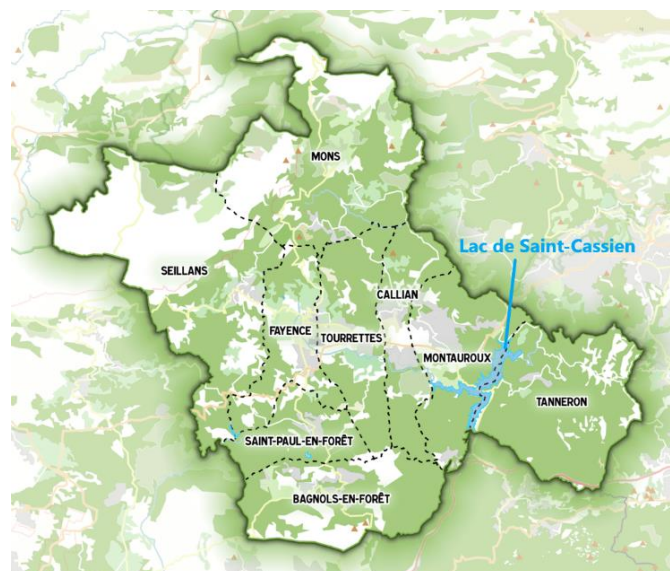 MONS
Lac de Saint-Cassien
SEILLANS
CALLIAN
FAYENCE
TOURRETTES
MONTAUROUX
TANNERON
SAINT-PAUL-EN-FORÊT
BAGNOLS-EN-FORÊT